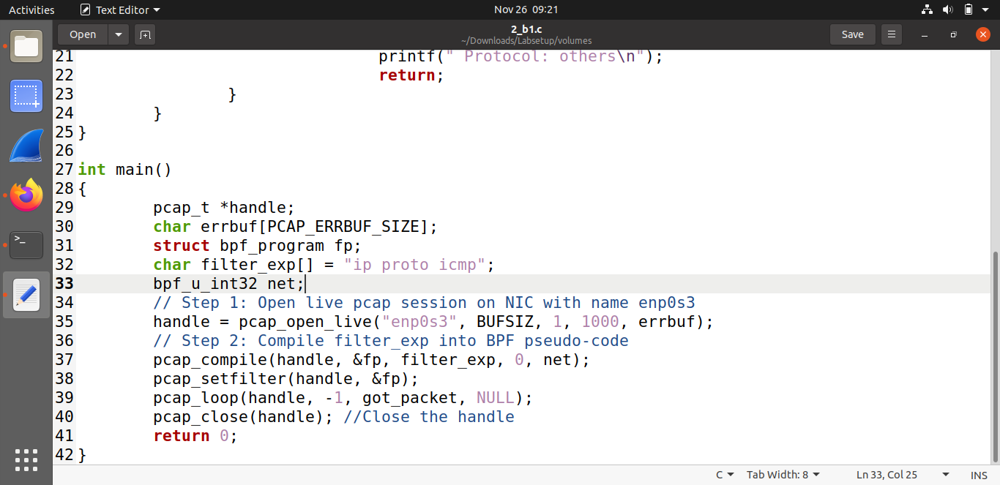 Activities Text Editor Nov 26 09:21
Open 2_b1.c Save
~/Downloads/Labsetup/volumes
21 printf(" Protocol: others\n");
22 return;
23 }
24 }
25 }
26
27 int main()
28 {
29 pcap_t *handle;
30 char errbuf[PCAP_ERRBUF_SIZE];
31 struct bpf_program fp;
32 char filter_exp[] = "ip proto icmp";
33 bpf_u_int32 net;
34 // Step 1: Open live pcap session on NIC with name enp0s3
35 handle = pcap_open_live("enp0s3", BUFSIZ, 1, 1000, errbuf);
36 // Step 2: Compile filter_exp into BPF pseudo-code
37 pcap_compile(handle, &fp, filter_exp, 0, net);
38 pcap_setfilter(handle, &fp);
39 pcap_loop(handle, -1, got_packet, NULL);
40 pcap_close(handle); //Close the handle
41 return 0;
42 }
C Tab Width: 8 Ln 33, Col 25 INS